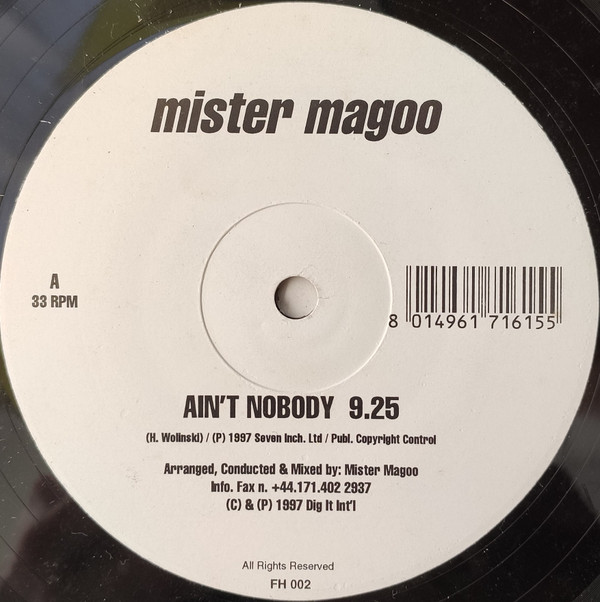 mister magoo
A
33 RPM
8 014961 716155
AIN'T NOBODY 9.25
(H. Wolinski) / (P) 1997 Seven Inch. Ltd / Publ. Copyright Control
Arranged, Conducted & Mixed by: Mister Magoo
Info. Fax n. +44.171.402 2937
(C) & (P) 1997 Dig It Int'l
All Rights Reserved
FH 002